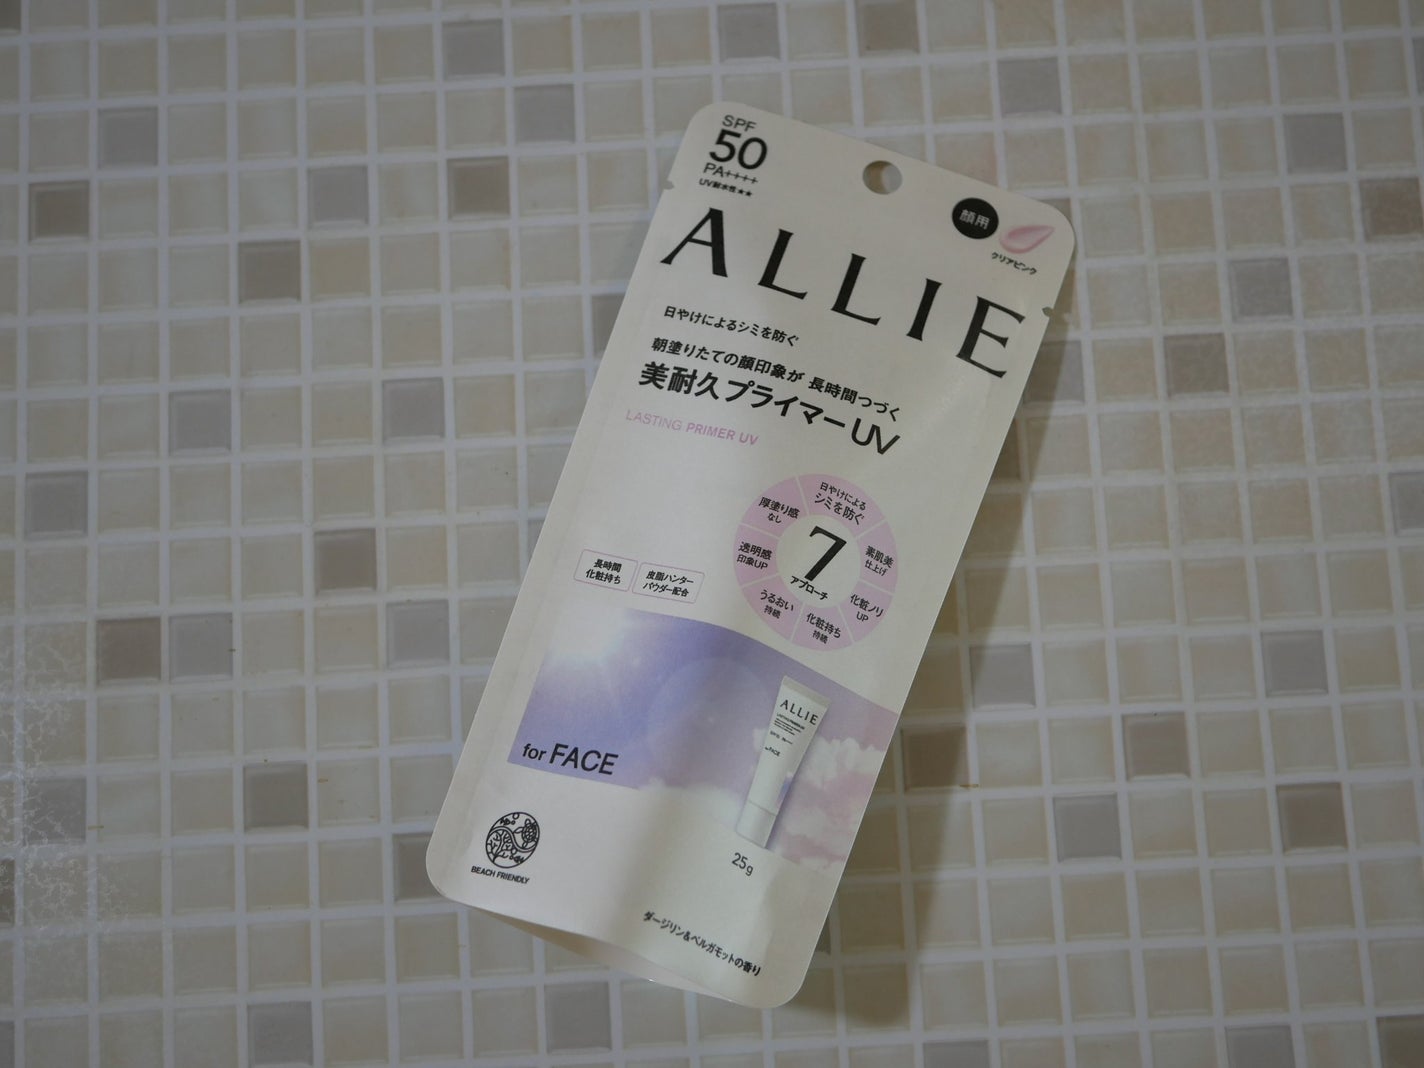 SPF
50
PA++++
UV耐水性★★
顔用
クリアピンク
ALLIE
日やけによるシミを防ぐ
朝塗りたての顔印象が 長時間つづく
美耐久プライマーUV
LASTING PRIMER UV
日やけによる
シミを防ぐ
素肌美
仕上げ
化粧ノリ
UP
化粧持ち
持続
うるおい
持続
透明感
印象UP
厚塗り感
なし
7
アプローチ
長時間
化粧持ち
皮脂ハンター
パウダー配合
for FACE
ALLIE
LASTING PRIMER UV
FACE
25g
BEACH FRIENDLY
ダージリン&ベルガモットの香り